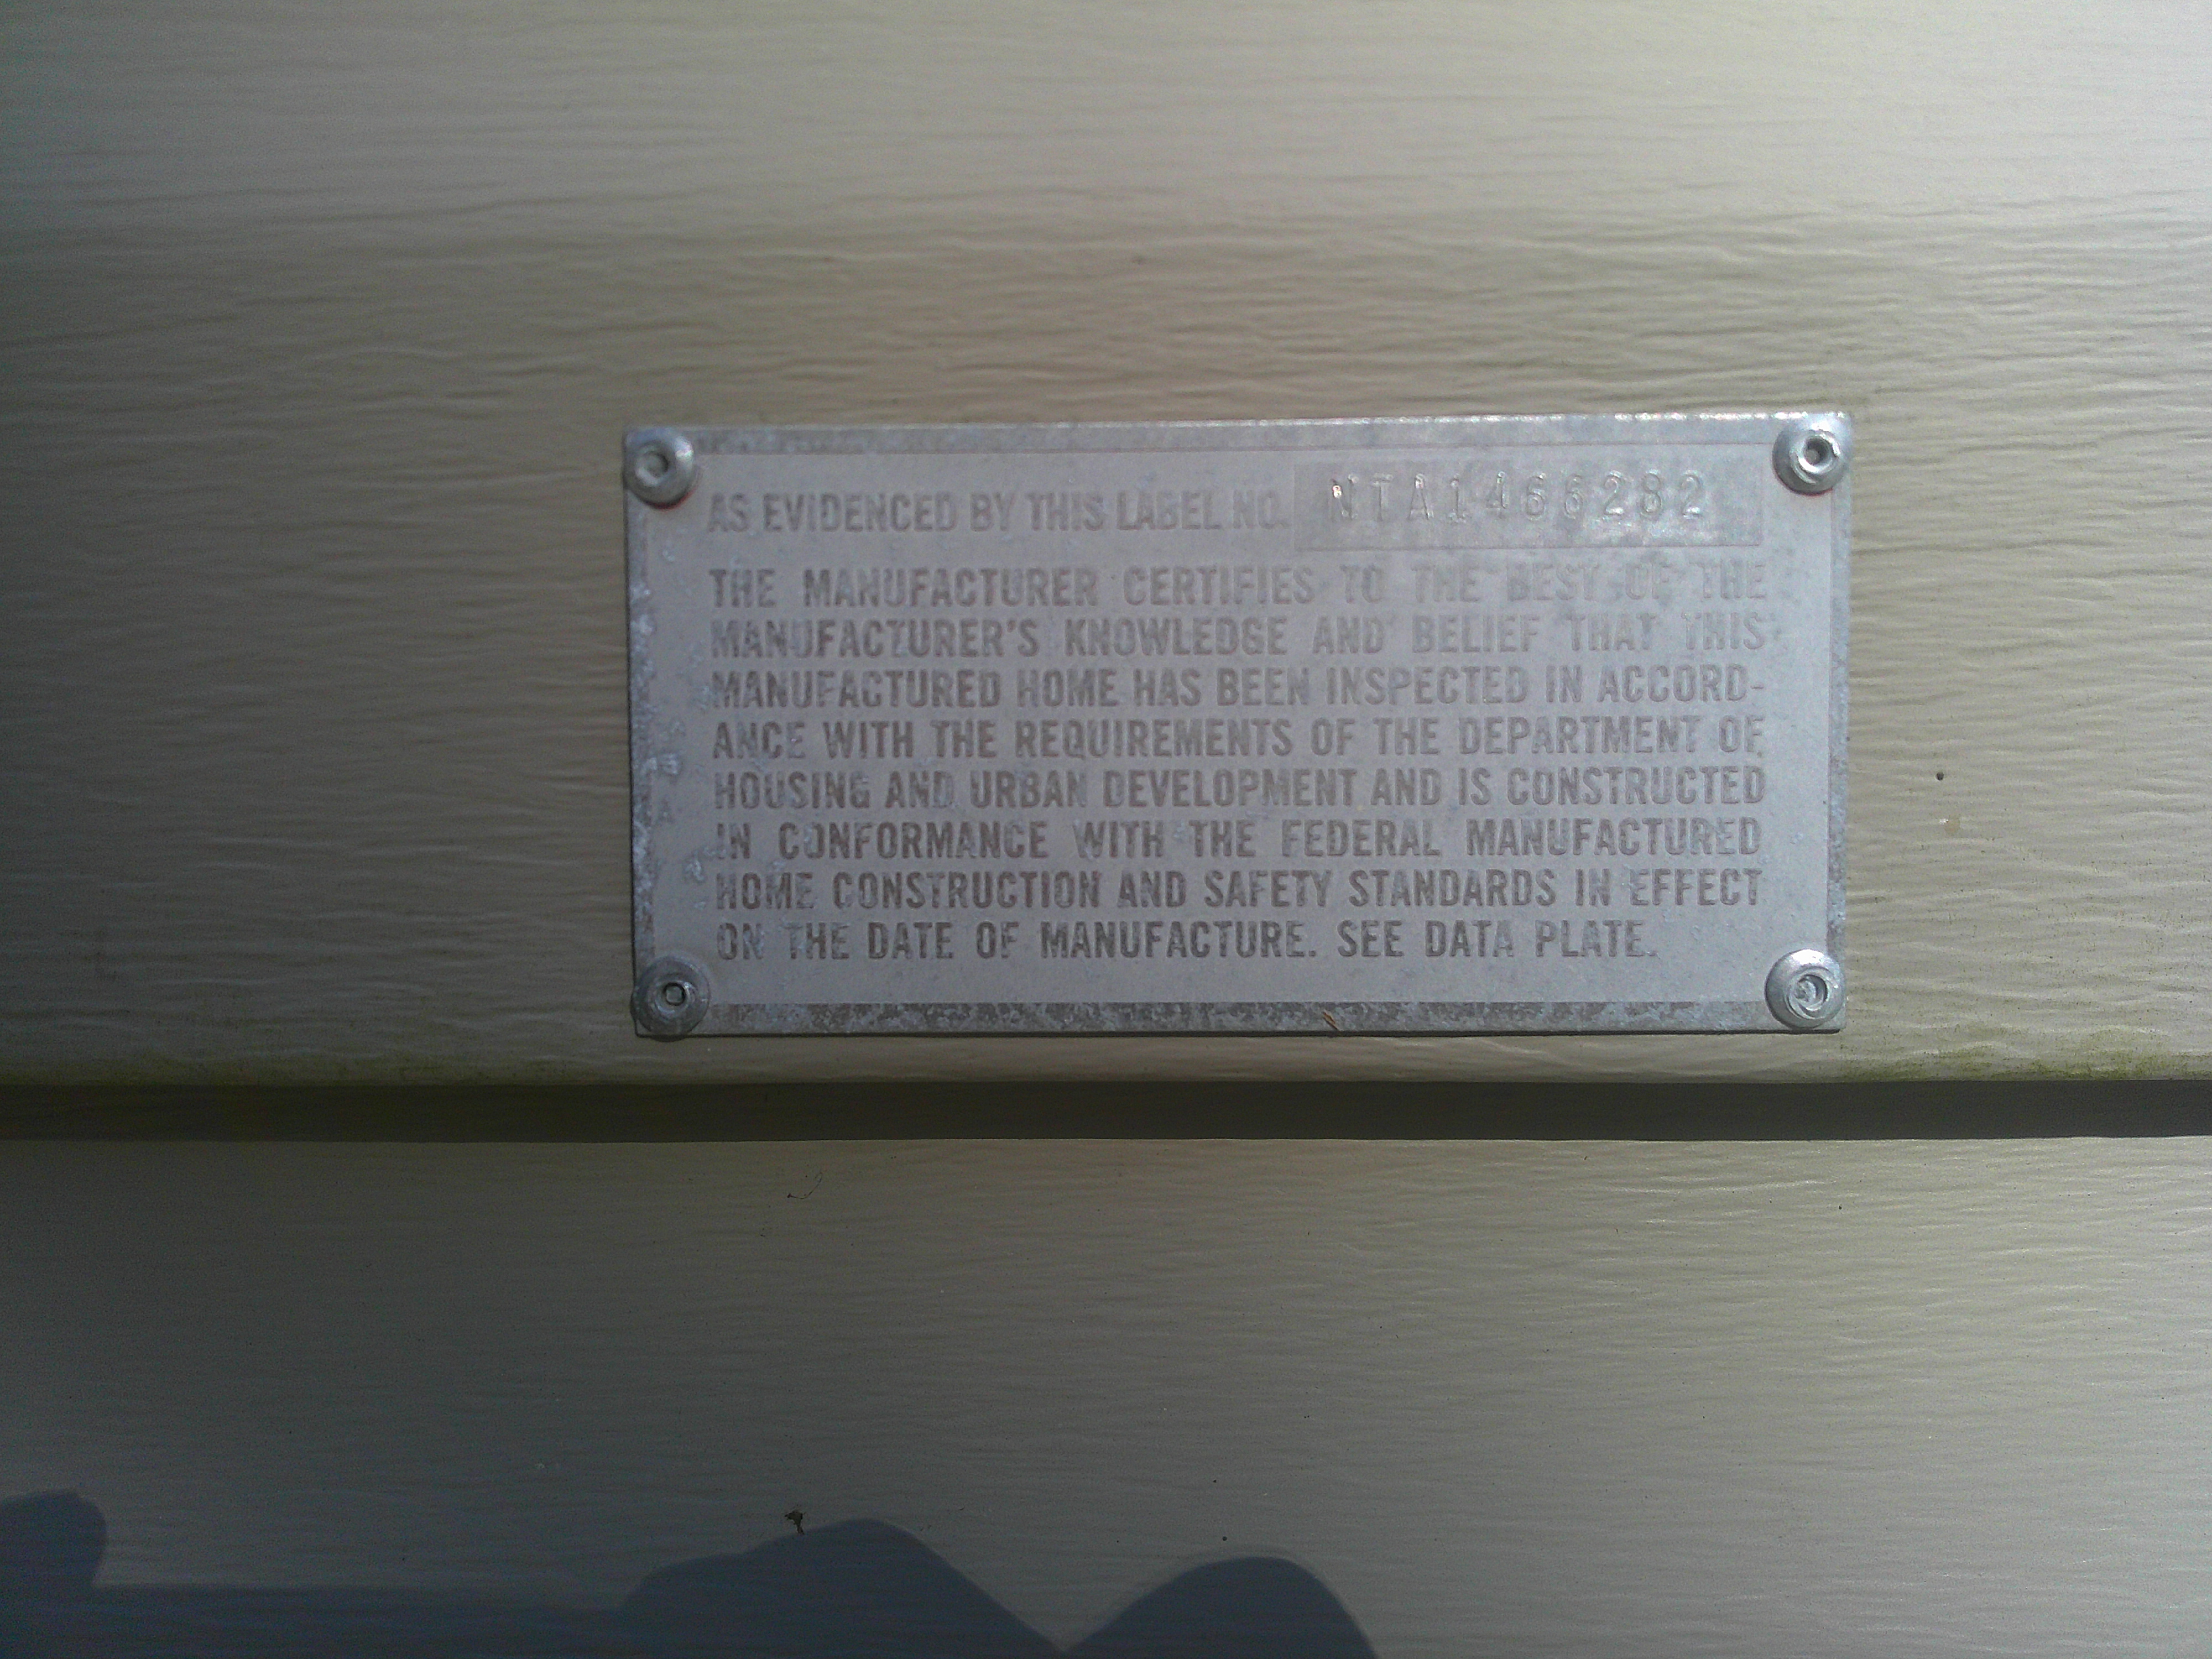 AS EVIDENCED BY THIS LABEL NO. NTA1466282
THE MANUFACTURER CERTIFIES TO THE BEST OF THE
MANUFACTURER'S KNOWLEDGE AND BELIEF THAT THIS
MANUFACTURED HOME HAS BEEN INSPECTED IN ACCORD-
ANCE WITH THE REQUIREMENTS OF THE DEPARTMENT OF
HOUSING AND URBAN DEVELOPMENT AND IS CONSTRUCTED
IN CONFORMANCE WITH THE FEDERAL MANUFACTURED
HOME CONSTRUCTION AND SAFETY STANDARDS IN EFFECT
ON THE DATE OF MANUFACTURE. SEE DATA PLATE.